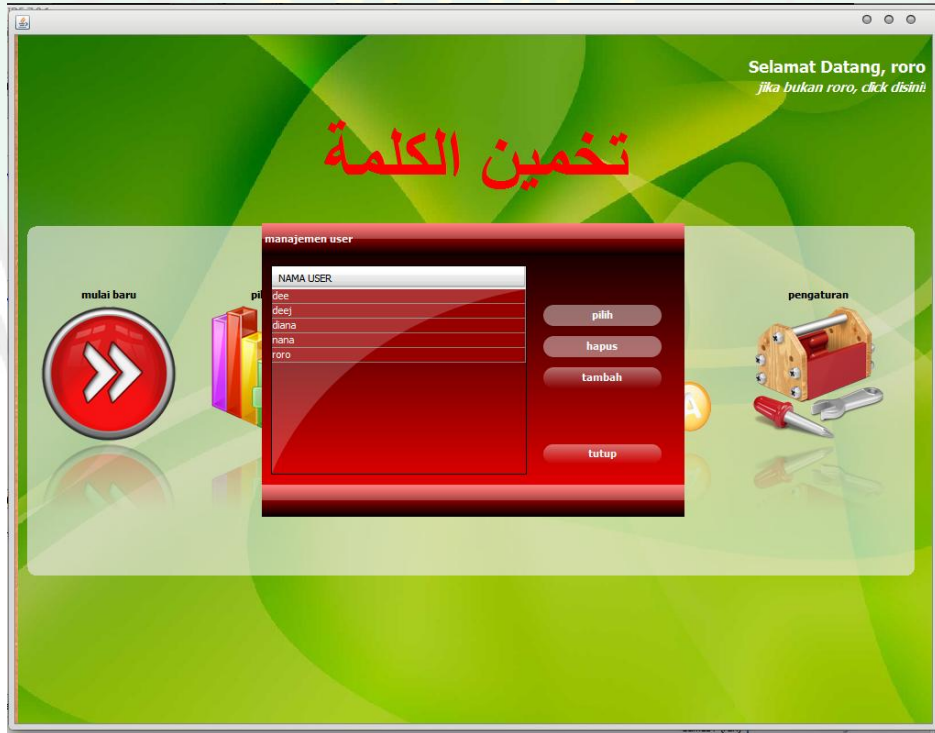 Selamat Datang, roro
jika bukan roro, click disini!
تخمين الكلمة
manajemen user
NAMA USER
dee
deej
diana
nana
roro
pilih
hapus
tambah
tutup
mulai baru
pengaturan